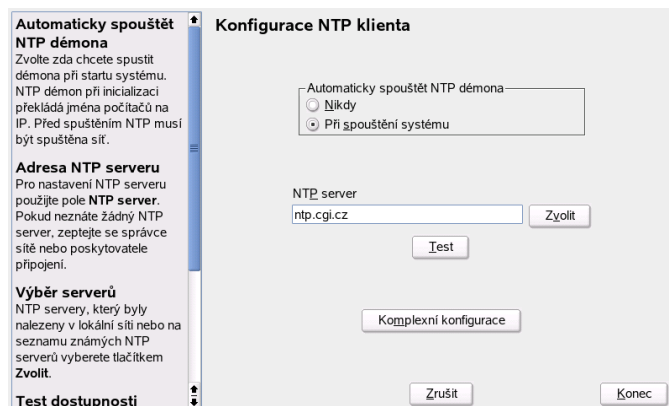 Automaticky spouštět
NTP démona
Zvolte zda chcete spustit
démona při startu systému.
NTP démon při inicializaci
překládá jména počítačů na
IP. Před spuštěním NTP musí
být spuštěna síť.
Adresa NTP serveru
Pro nastavení NTP serveru
použijte pole NTP server.
Pokud neznáte žádný NTP
server, zeptejte se správce
sítě nebo poskytovatele
připojení.
Výběr serverů
NTP servery, který byly
nalezeny v lokální síti nebo na
seznamu známých NTP
serverů vyberete tlačítkem
Zvolit.
Test dostupnosti
Konfigurace NTP klienta
Automaticky spouštět NTP démona
Nikdy
Při spouštění systému
NTP server
ntp.cgi.cz
Zvolit
Test
Komplexní konfigurace
Zrušit
Konec